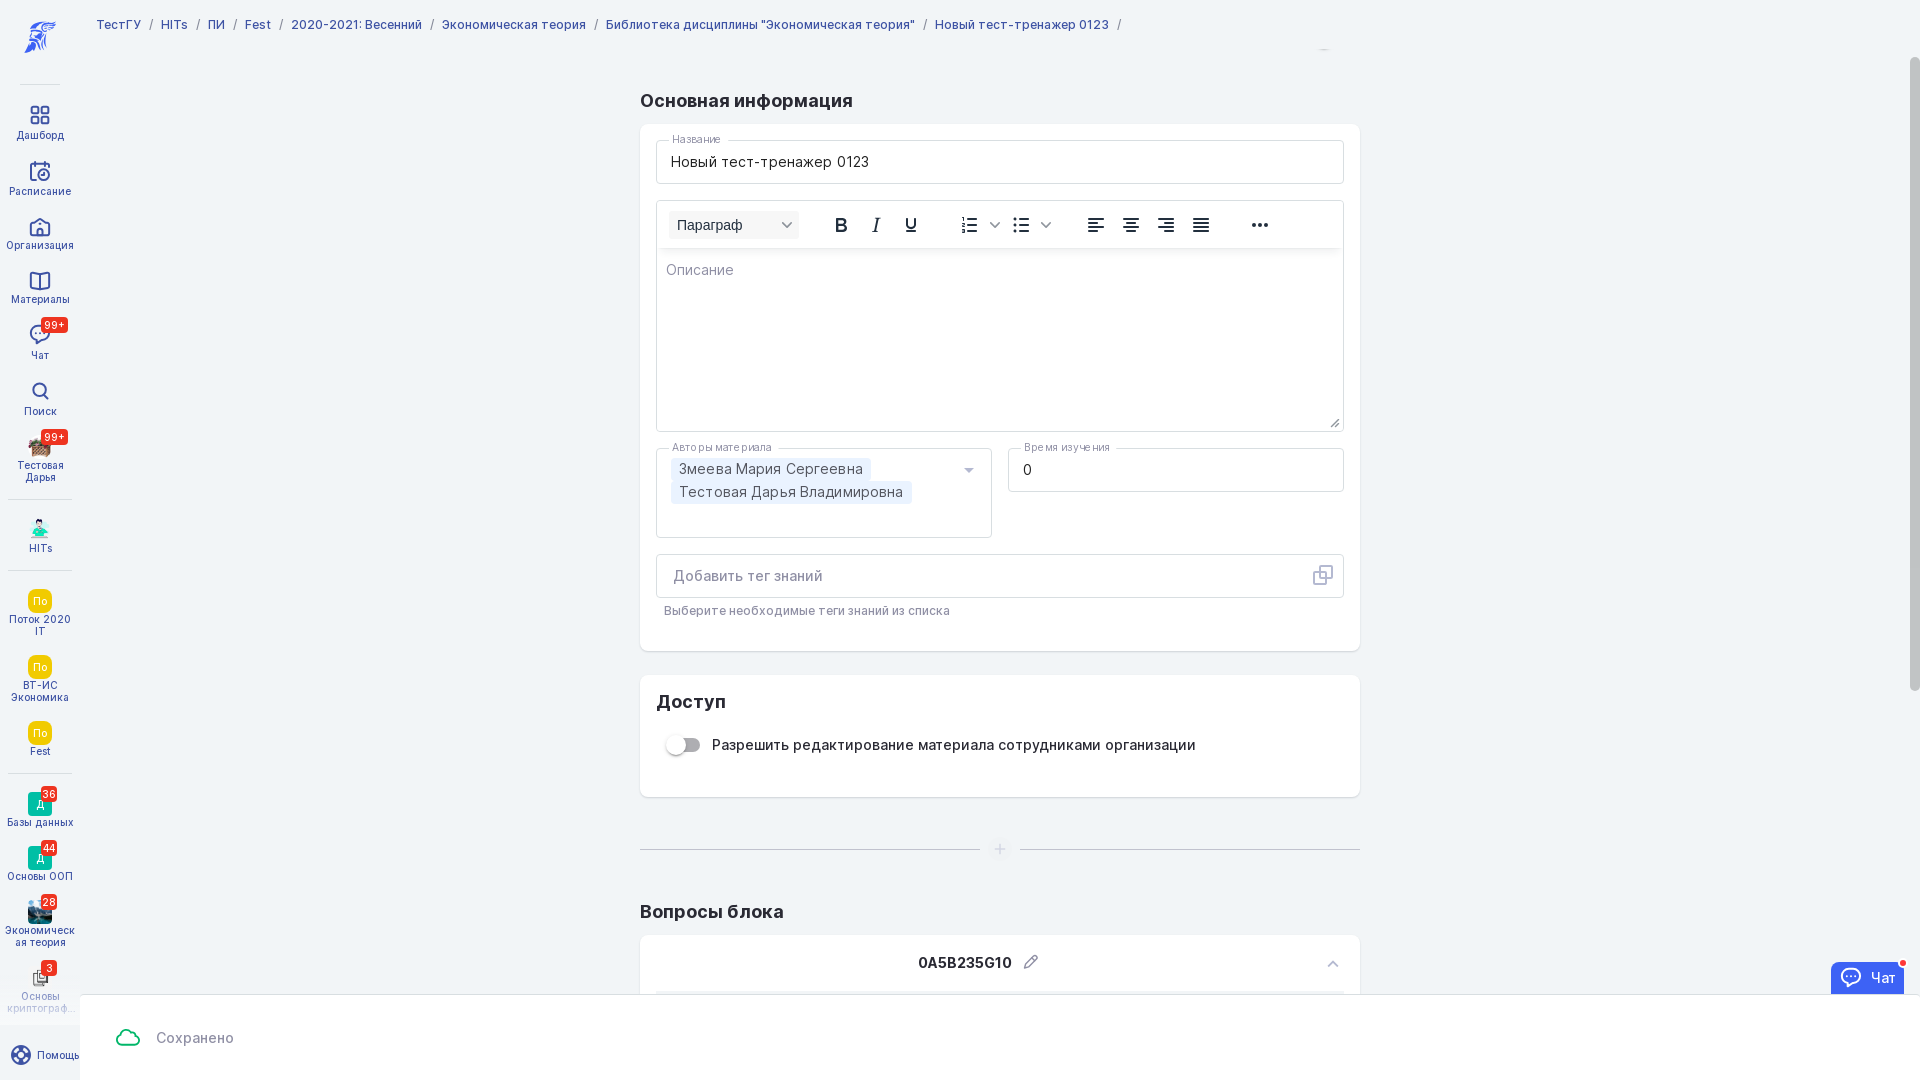 ТестГУ / HITs / ПИ / Fest / 2020-2021: Весенний / Экономическая теория / Библиотека дисциплины "Экономическая теория" / Новый тест-тренажер 0123 /
Дашборд
Расписание
Организация
Материалы
99+
Чат
Поиск
99+
Тестовая
Дарья
HITs
По
Поток 2020
IT
По
ВТ-ИС
Экономика
По
Fest
36
Д
Базы данных
44
Д
Основы ООП
28
Экономическ
ая теория
3
Основы
криптограф...
Помощь
Основная информация
Название
Новый тест-тренажер 0123
Параграф
B I U
Описание
Авторы материала
Змеева Мария Сергеевна
Тестовая Дарья Владимировна
Время изучения
0
Добавить тег знаний
Выберите необходимые теги знаний из списка
Доступ
Разрешить редактирование материала сотрудниками организации
Вопросы блока
0A5B235G10
Чат
Сохранено